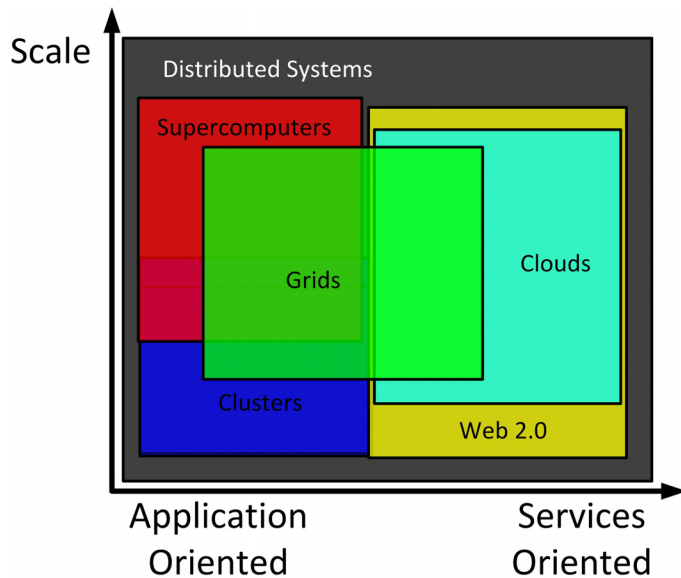 Scale
Distributed Systems
Supercomputers
Grids
Clouds
Clusters
Web 2.0
Application
Oriented
Services
Oriented